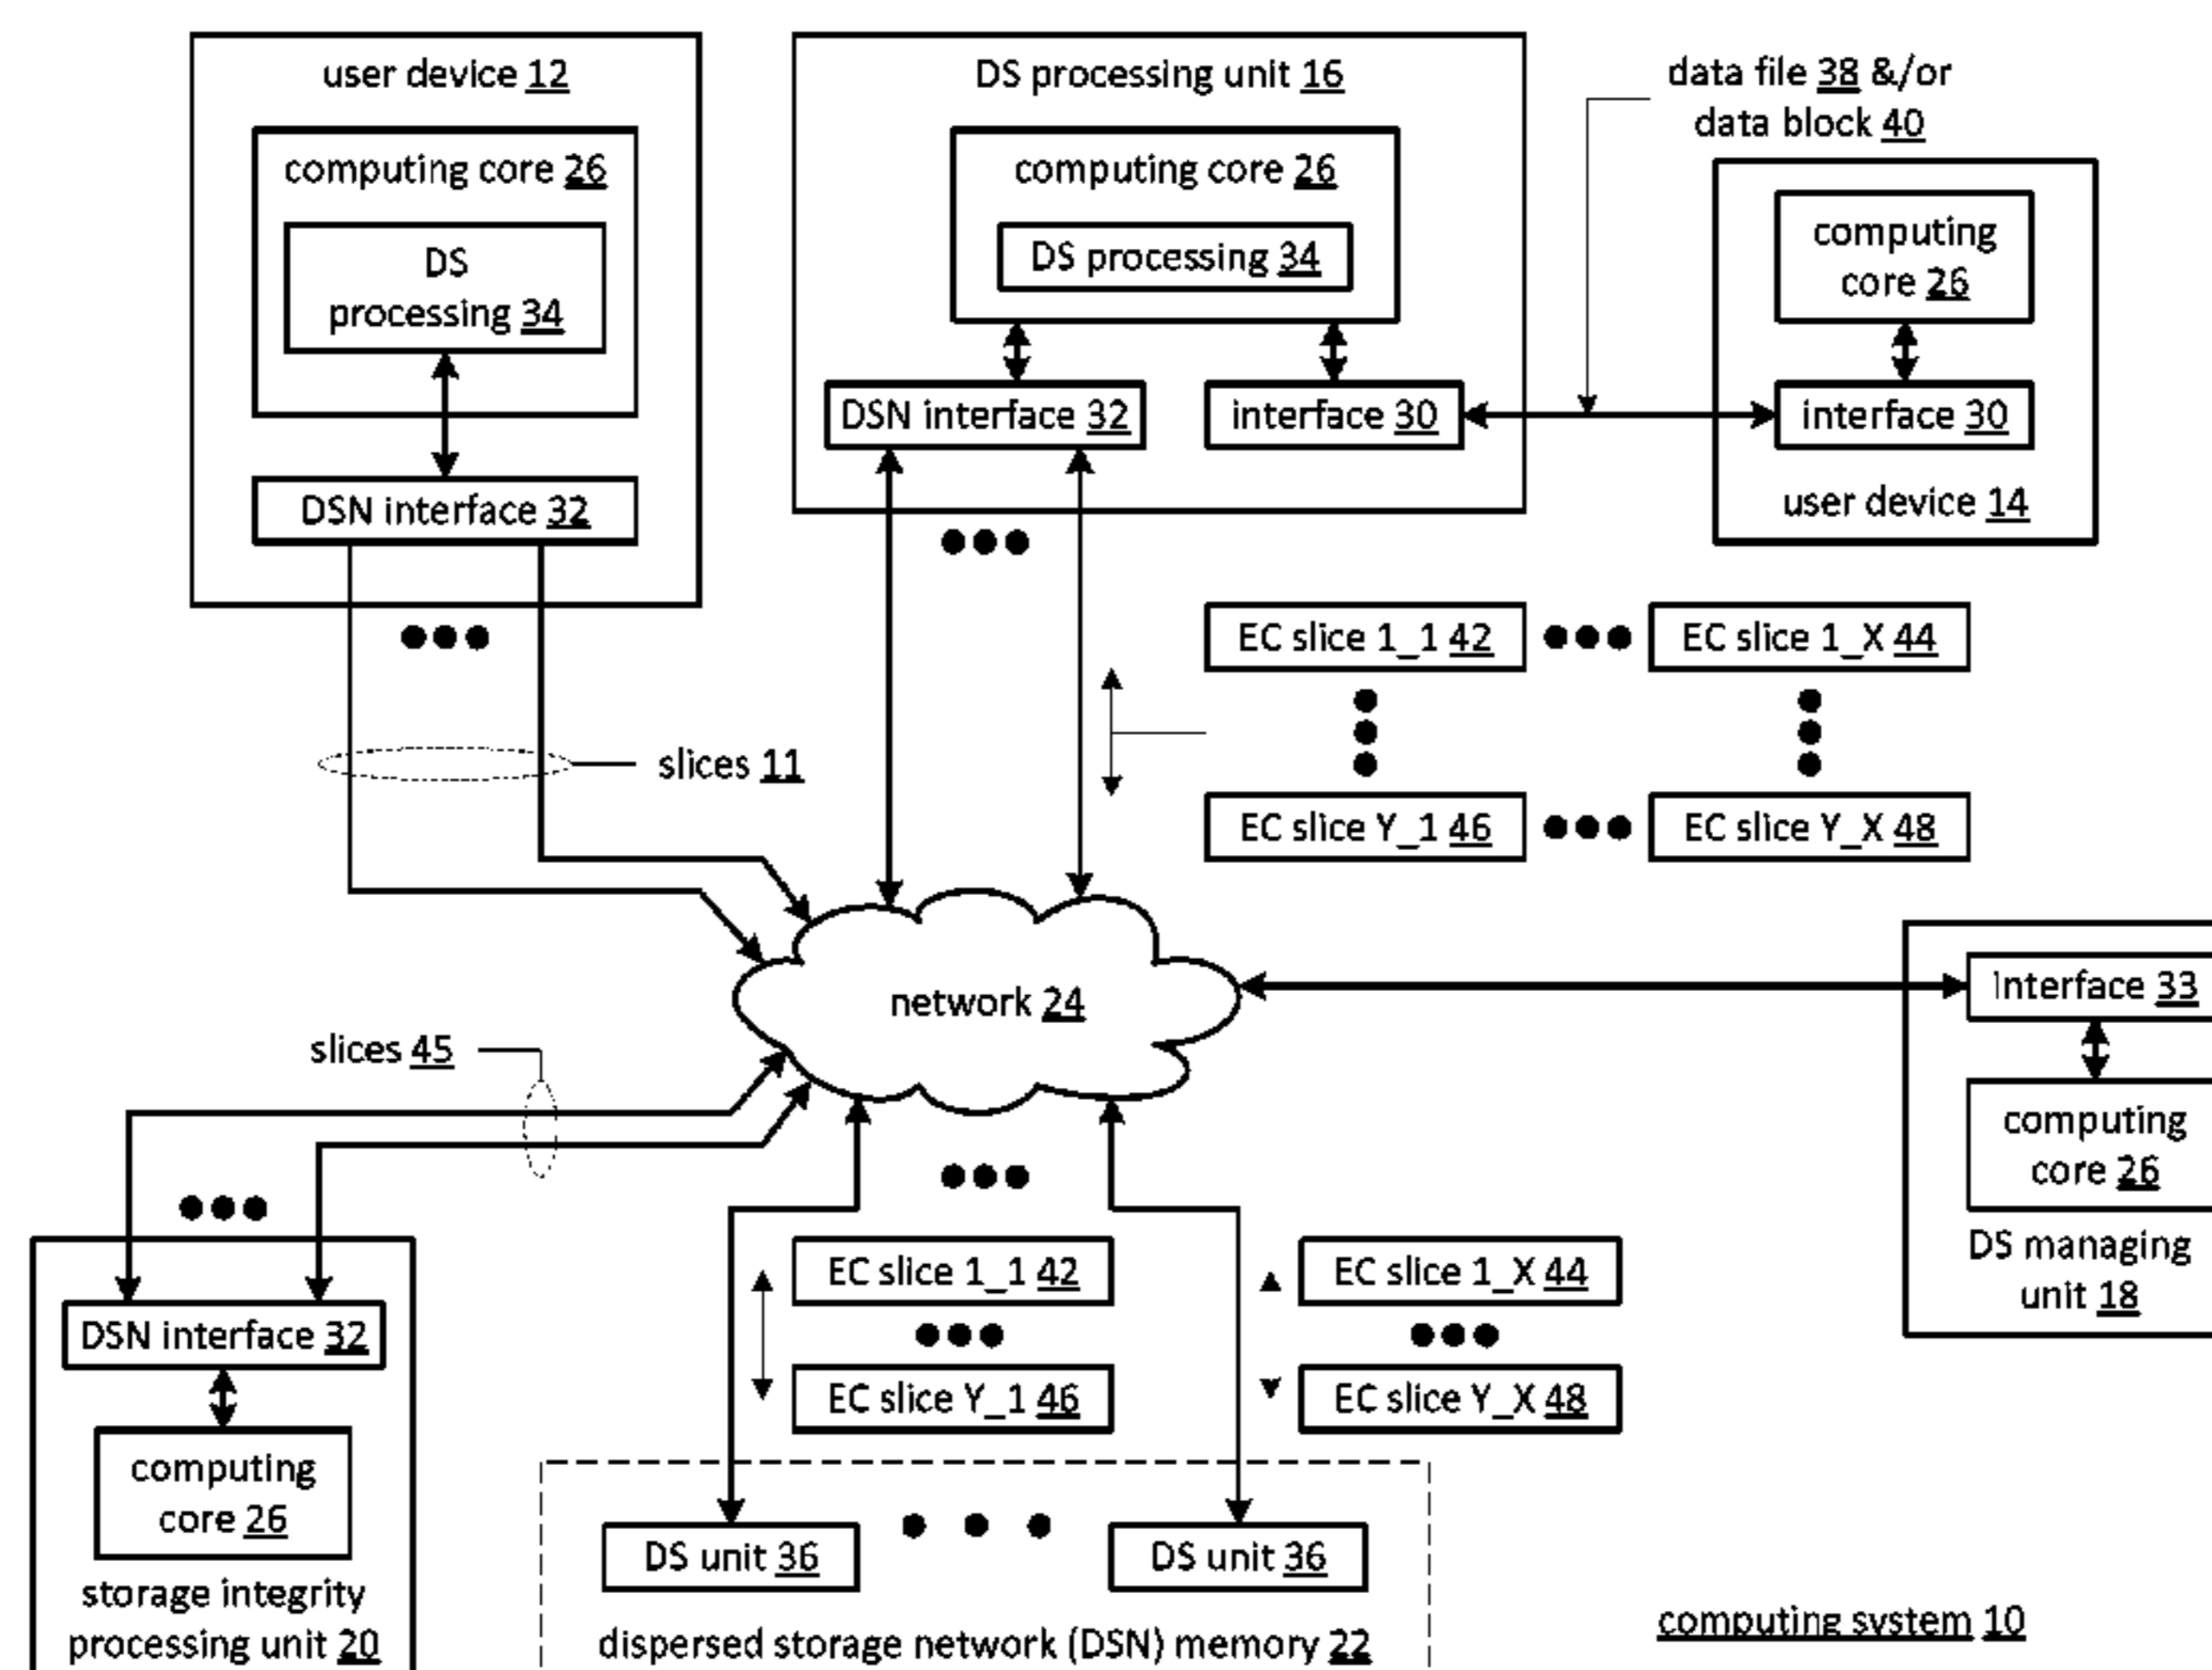 user device 12
computing core 26
DS
processing 34
DSN interface 32
slices 11
DS processing unit 16
computing core 26
DS processing 34
DSN interface 32
interface 30
data file 38 &/or
data block 40
computing
core 26
interface 30
user device 14
EC slice 1_1 42
EC slice 1_X 44
EC slice Y_1 46
EC slice Y_X 48
network 24
interface 33
computing
core 26
DS managing
unit 18
slices 45
DSN interface 32
computing
core 26
storage integrity
processing unit 20
EC slice 1_1 42
EC slice 1_X 44
EC slice Y_1 46
EC slice Y_X 48
DS unit 36
DS unit 36
dispersed storage network (DSN) memory 22
computing system 10